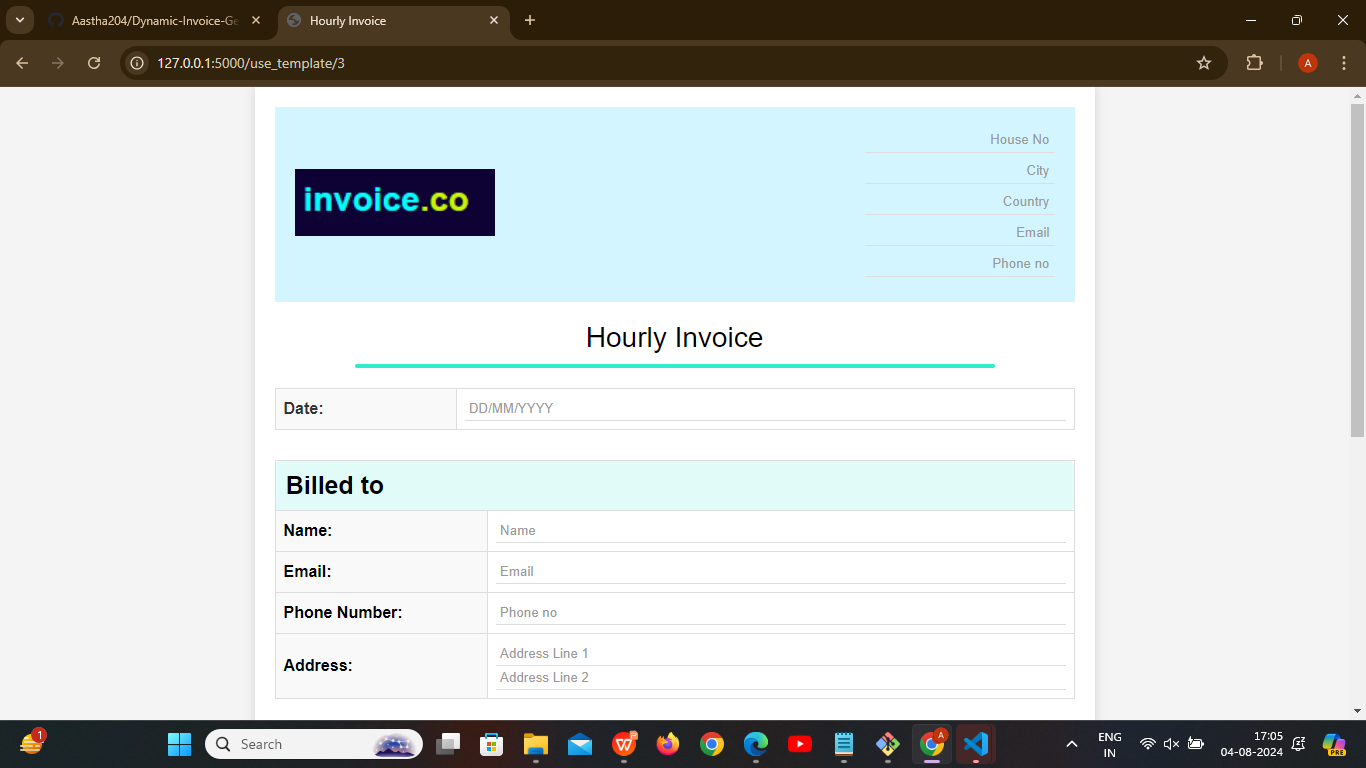 Aastha204/Dynamic-Invoice-Ge
Hourly Invoice
127.0.0.1:5000/use_template/3
A
House No
City
Country
Email
Phone no
invoice.co
Hourly Invoice
Date:
DD/MM/YYYY
Billed to
Name:
Name
Email:
Email
Phone Number:
Phone no
Address:
Address Line 1
Address Line 2
1
Search
W
A
ENG
IN
17:05
04-08-2024
PRE